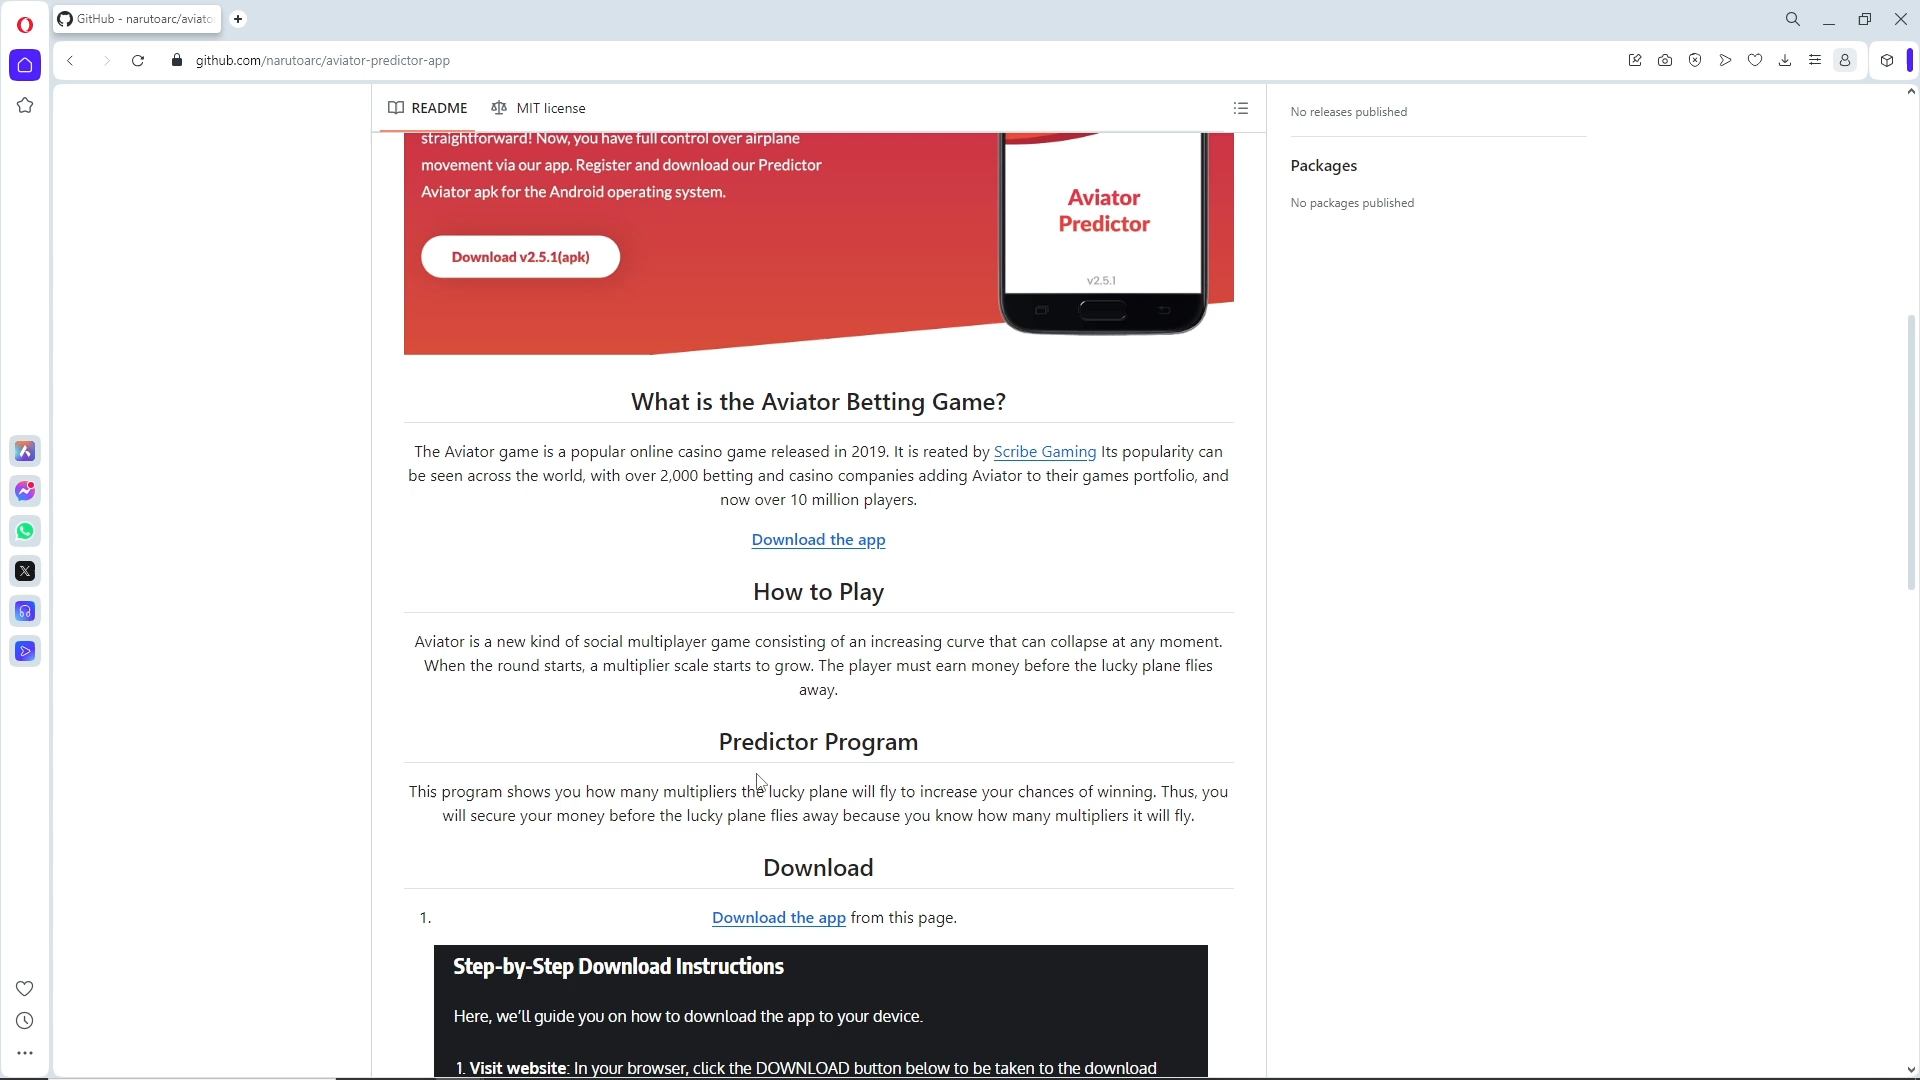 GitHub - narutoarc/aviato
github.com/narutoarc/aviator-predictor-app
README
MIT license
straightforward! Now, you have full control over airplane
movement via our app. Register and download our Predictor
Aviator apk for the Android operating system.
Download v2.5.1(apk)
Aviator
Predictor
v2.5.1
What is the Aviator Betting Game?
The Aviator game is a popular online casino game released in 2019. It is reated by Scribe Gaming Its popularity can
be seen across the world, with over 2,000 betting and casino companies adding Aviator to their games portfolio, and
now over 10 million players.
Download the app
How to Play
Aviator is a new kind of social multiplayer game consisting of an increasing curve that can collapse at any moment.
When the round starts, a multiplier scale starts to grow. The player must earn money before the lucky plane flies
away.
Predictor Program
This program shows you how many multipliers the lucky plane will fly to increase your chances of winning. Thus, you
will secure your money before the lucky plane flies away because you know how many multipliers it will fly.
Download
1. Download the app from this page.
Step-by-Step Download Instructions
Here, we'll guide you on how to download the app to your device.
1. Visit website: In your browser, click the DOWNLOAD button below to be taken to the download
No releases published
Packages
No packages published